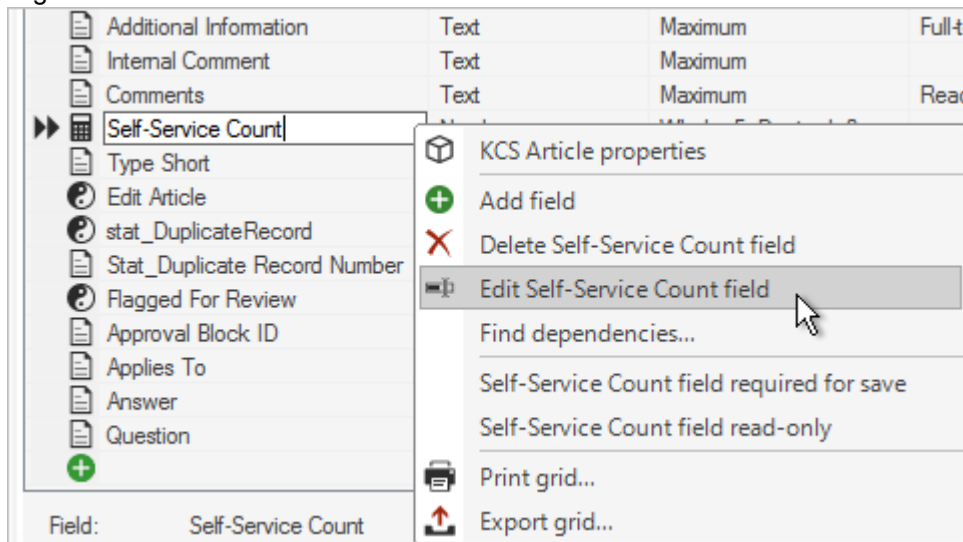 Additional Information Text Maximum Full-t
Internal Comment Text Maximum
Comments Text Maximum Read
Self-Service Count
Type Short
Edit Article
stat_DuplicateRecord
Stat_Duplicate Record Number
Flagged For Review
Approval Block ID
Applies To
Answer
Question
KCS Article properties
Add field
Delete Self-Service Count field
Edit Self-Service Count field
Find dependencies...
Self-Service Count field required for save
Self-Service Count field read-only
Print grid...
Export grid...
Field: Self-Service Count